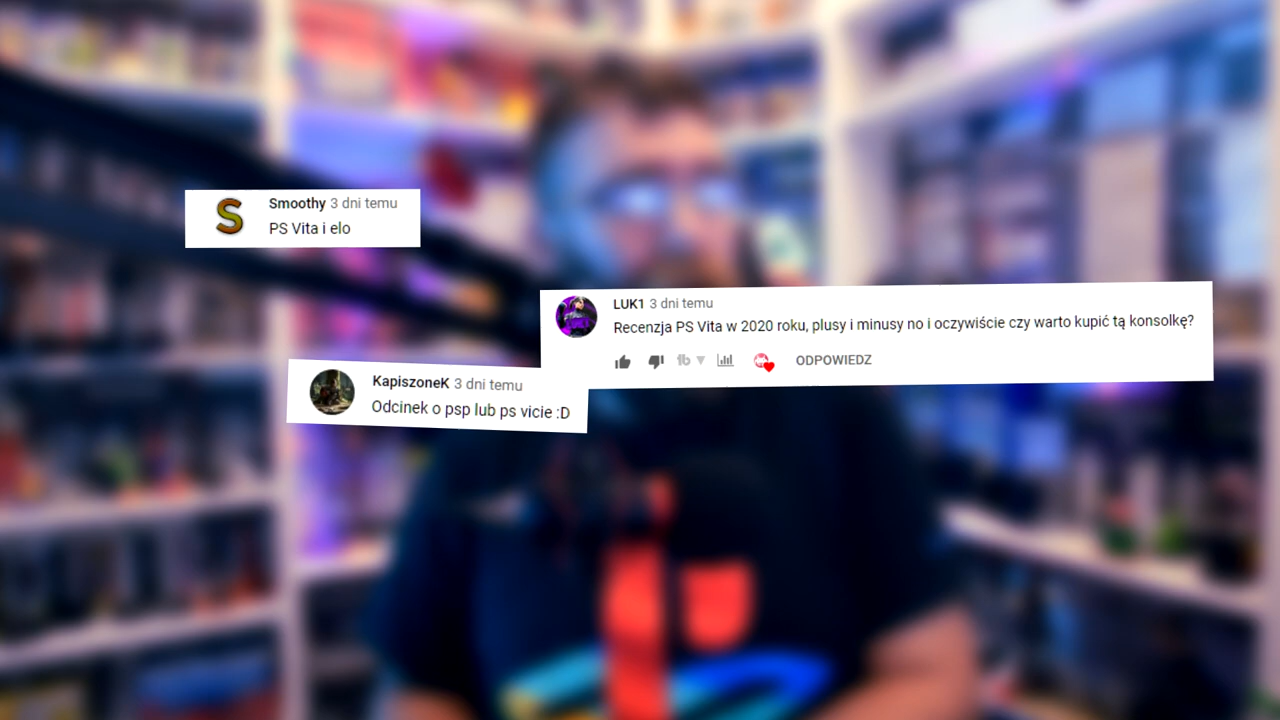 Smoothy 3 dni temu
PS Vita i elo
LUK1 3 dni temu
Recenzja PS Vita w 2020 roku, plusy i minusy no i oczywiście czy warto kupić tą konsolkę?
ODPOWIEDZ
KapiszoneK 3 dni temu
Odcinek o psp lub ps vicie :D